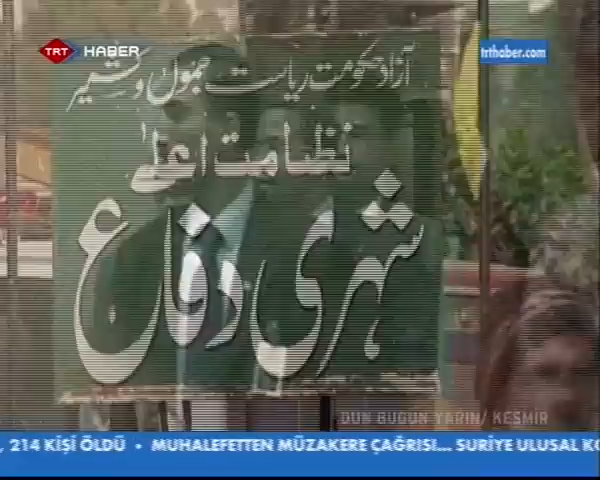 TRT HABER
trthaber.com
آزاد حکومت ریاست جموں و کشمیر
نظامت اعلیٰ
شہری دفاع
DÜN BUGÜN YARIN/ KEŞMİR
, 214 KİŞİ ÖLDÜ • MUHALEFETTEN MÜZAKERE ÇAĞRISI... SURİYE ULUSAL KO